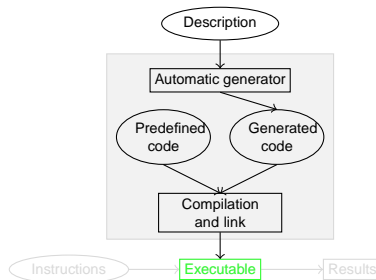 Description
Automatic generator
Predefined
code
Generated
code
Compilation
and link
Instructions
Executable
Results